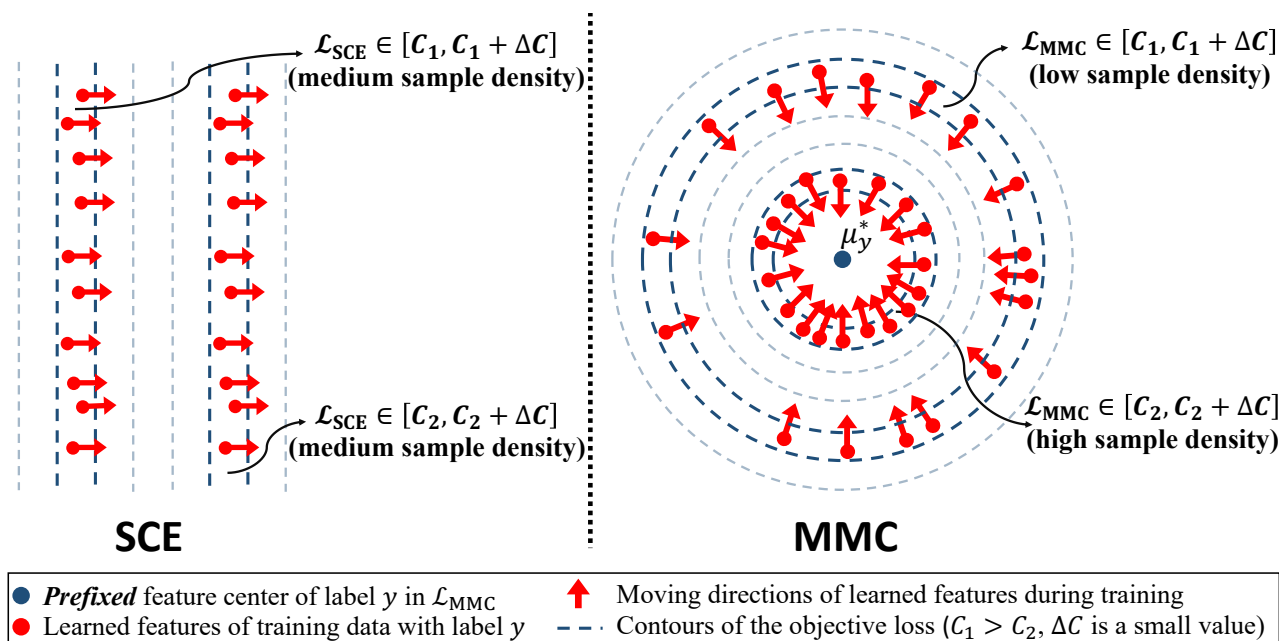 ℒSCE ∈ [C1, C1 + ΔC]
(medium sample density)
ℒSCE ∈ [C2, C2 + ΔC]
(medium sample density)
SCE
ℒMMC ∈ [C1, C1 + ΔC]
(low sample density)
μ*y
ℒMMC ∈ [C2, C2 + ΔC]
(high sample density)
MMC
Prefixed feature center of label y in ℒMMC
Moving directions of learned features during training
Learned features of training data with label y
Contours of the objective loss (C1 > C2, ΔC is a small value)